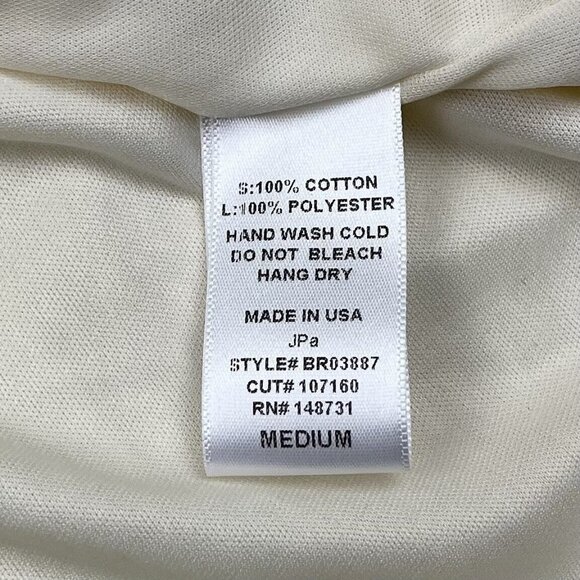 S:100% COTTON
L:100% POLYESTER
HAND WASH COLD
DO NOT BLEACH
HANG DRY
MADE IN USA
JPa
STYLE# BR03887
CUT# 107160
RN# 148731
MEDIUM